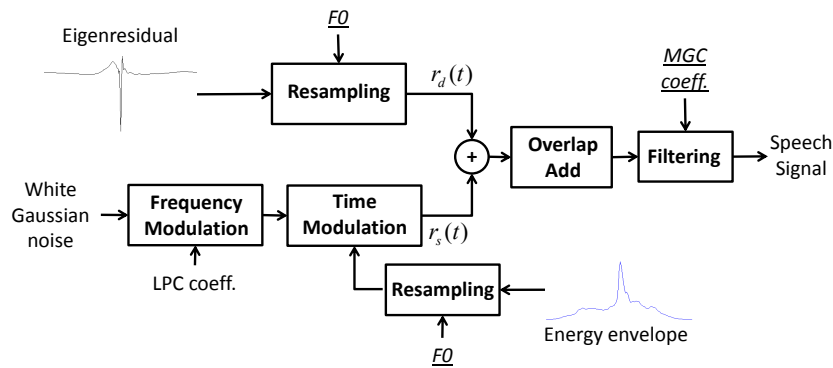 Eigenresidual
F0
Resampling
r_d(t)
MGC
coeff.
+
Overlap
Add
Filtering
Speech
Signal
White
Gaussian
noise
Frequency
Modulation
Time
Modulation
r_s(t)
LPC coeff.
Resampling
F0
Energy envelope